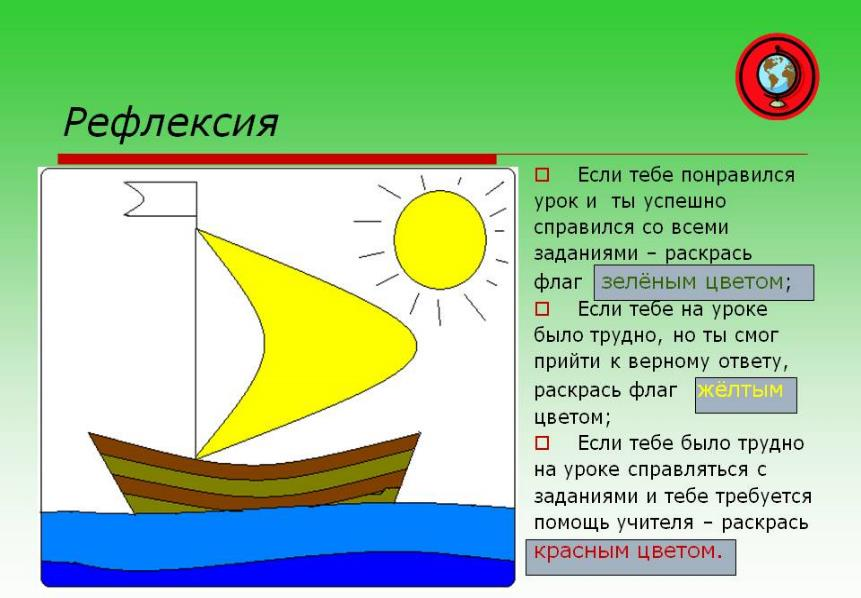 Рефлексия
Если тебе понравился
урок и ты успешно
справился со всеми
заданиями – раскрась
флаг зелёным цветом;
Если тебе на уроке
было трудно, но ты смог
прийти к верному ответу,
раскрась флаг жёлтым
цветом;
Если тебе было трудно
на уроке справляться с
заданиями и тебе требуется
помощь учителя – раскрась
красным цветом.